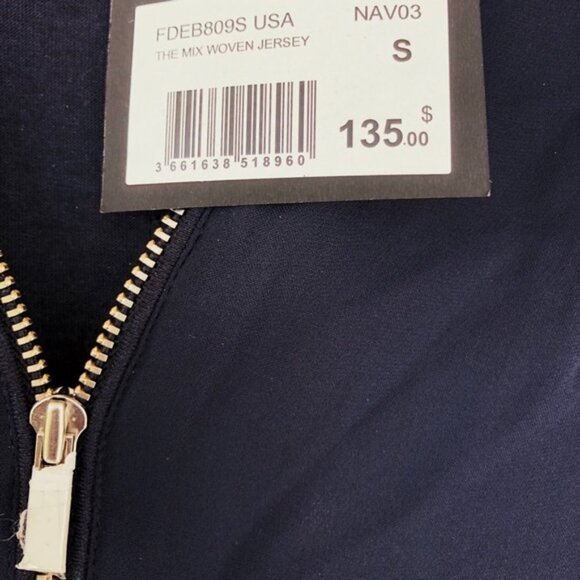 FDEB809S USA NAV03
THE MIX WOVEN JERSEY S
$
135.00
3 661638 518960